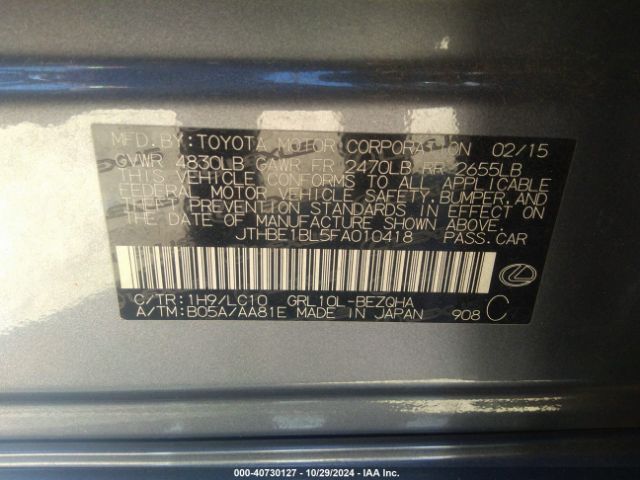 MFD. BY: TOYOTA MOTOR CORPORATION 02/15
GVWR 4830LB GAWR FR 2470LB RR 2655LB
THIS VEHICLE CONFORMS TO ALL APPLICABLE
FEDERAL MOTOR VEHICLE SAFETY, BUMPER, AND
THEFT PREVENTION STANDARDS IN EFFECT ON
THE DATE OF MANUFACTURE SHOWN ABOVE.
JTHBE1BL5FA010418 PASS. CAR
C/TR: 1H9/LC10 GRL10L-BEZQHA
A/TM: B05A/AA81E MADE IN JAPAN 908 C
000-40730127 - 10/29/2024 - IAA Inc.